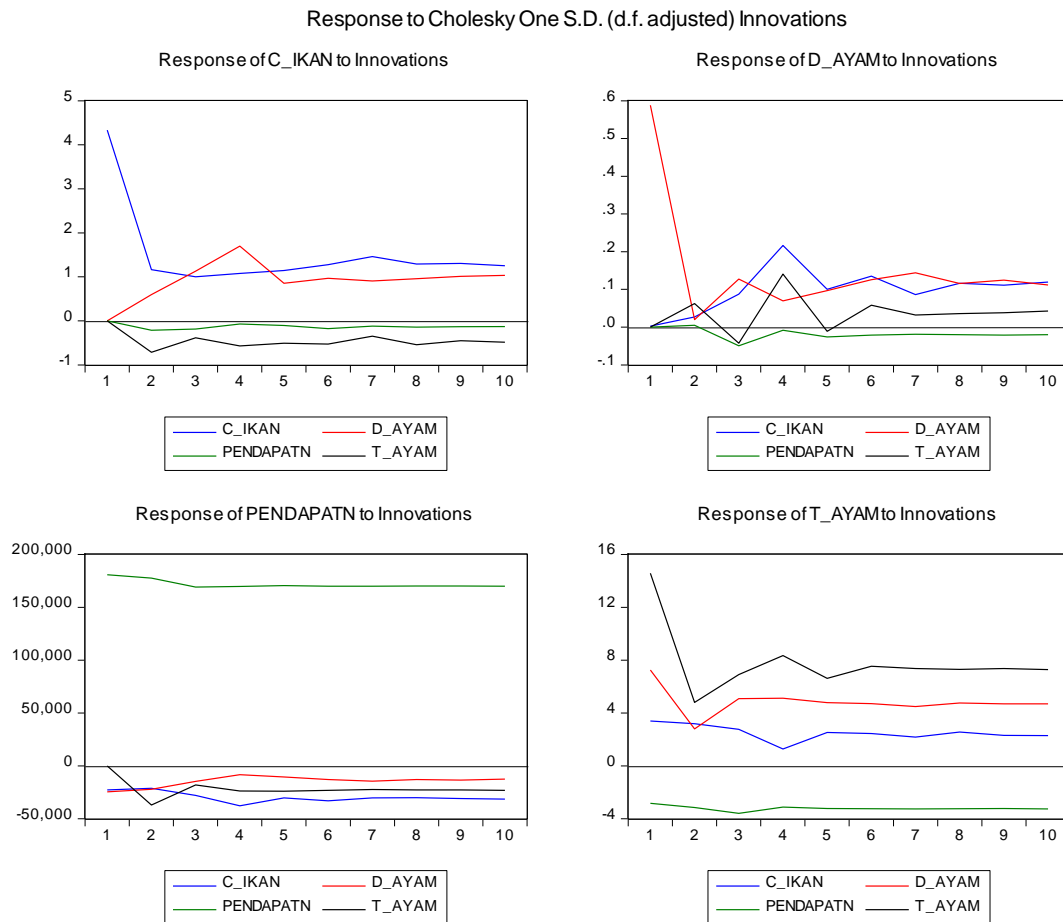 Response to Cholesky One S.D. (d.f. adjusted) Innovations
Response of C_IKAN to Innovations
5
4
3
2
1
0
-1
1 2 3 4 5 6 7 8 9 10
C_IKAN D_AYAM
PENDAPATN T_AYAM
Response of D_AYAM to Innovations
.6
.5
.4
.3
.2
.1
.0
-.1
1 2 3 4 5 6 7 8 9 10
C_IKAN D_AYAM
PENDAPATN T_AYAM
Response of PENDAPATN to Innovations
200,000
150,000
100,000
50,000
0
-50,000
1 2 3 4 5 6 7 8 9 10
C_IKAN D_AYAM
PENDAPATN T_AYAM
Response of T_AYAM to Innovations
16
12
8
4
0
-4
1 2 3 4 5 6 7 8 9 10
C_IKAN D_AYAM
PENDAPATN T_AYAM